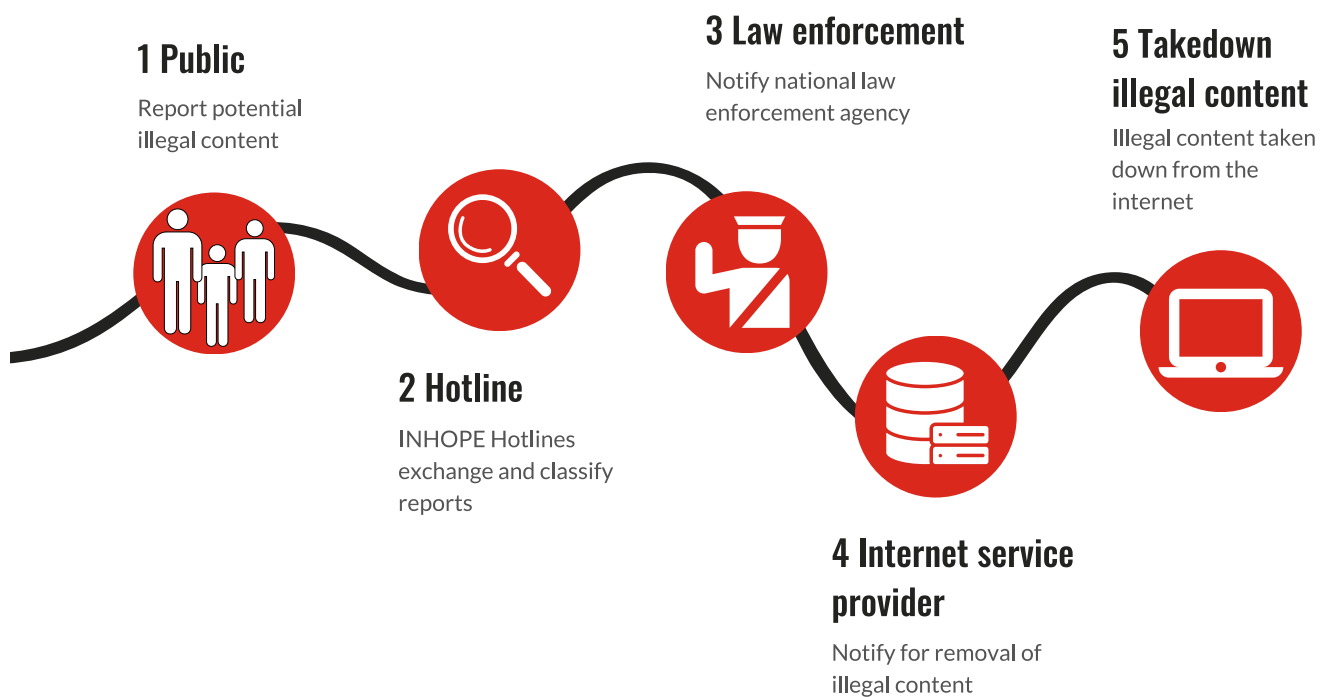 1 Public
Report potential
illegal content
2 Hotline
INHOPE Hotlines
exchange and classify
reports
3 Law enforcement
Notify national law
enforcement agency
4 Internet service
provider
Notify for removal of
illegal content
5 Takedown
illegal content
Illegal content taken
down from the
internet